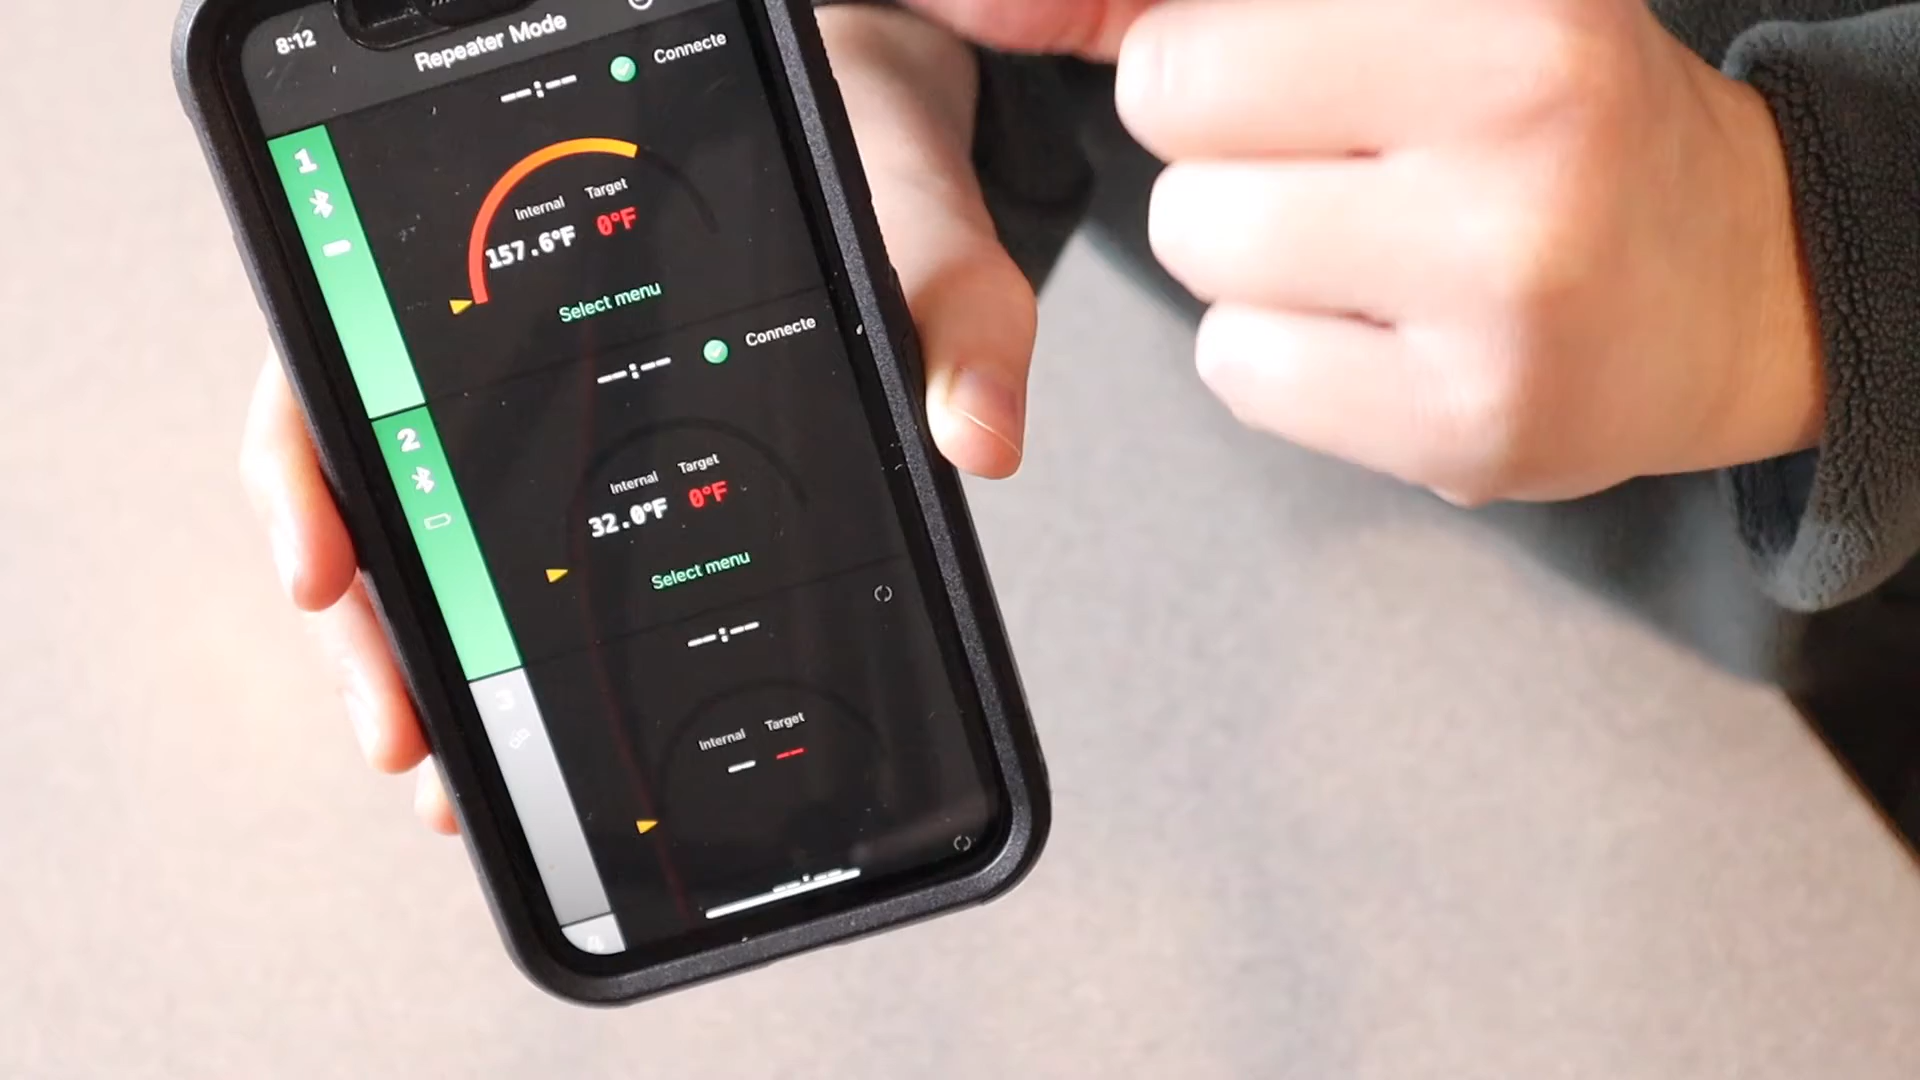 8:12
Repeater Mode
--:--
Connecte
1
Internal Target
157.6°F 0°F
Select menu
--:--
Connecte
2
Internal Target
32.0°F 0°F
Select menu
--:--
3
Internal Target
-- --
--:--
4